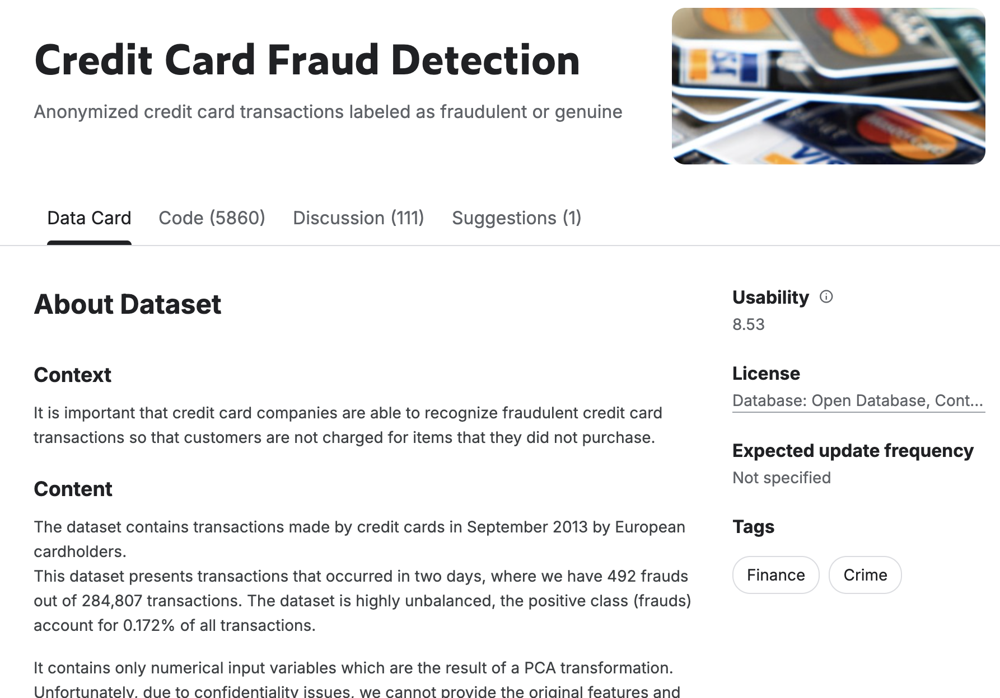 Credit Card Fraud Detection
Anonymized credit card transactions labeled as fraudulent or genuine
VISA
Data Card
Code (5860)
Discussion (111)
Suggestions (1)
About Dataset
Context
It is important that credit card companies are able to recognize fraudulent credit card
transactions so that customers are not charged for items that they did not purchase.
Content
The dataset contains transactions made by credit cards in September 2013 by European
cardholders.
This dataset presents transactions that occurred in two days, where we have 492 frauds
out of 284,807 transactions. The dataset is highly unbalanced, the positive class (frauds)
account for 0.172% of all transactions.
It contains only numerical input variables which are the result of a PCA transformation.
Unfortunately, due to confidentiality issues, we cannot provide the original features and
Usability
8.53
License
Database: Open Database, Cont...
Expected update frequency
Not specified
Tags
Finance
Crime